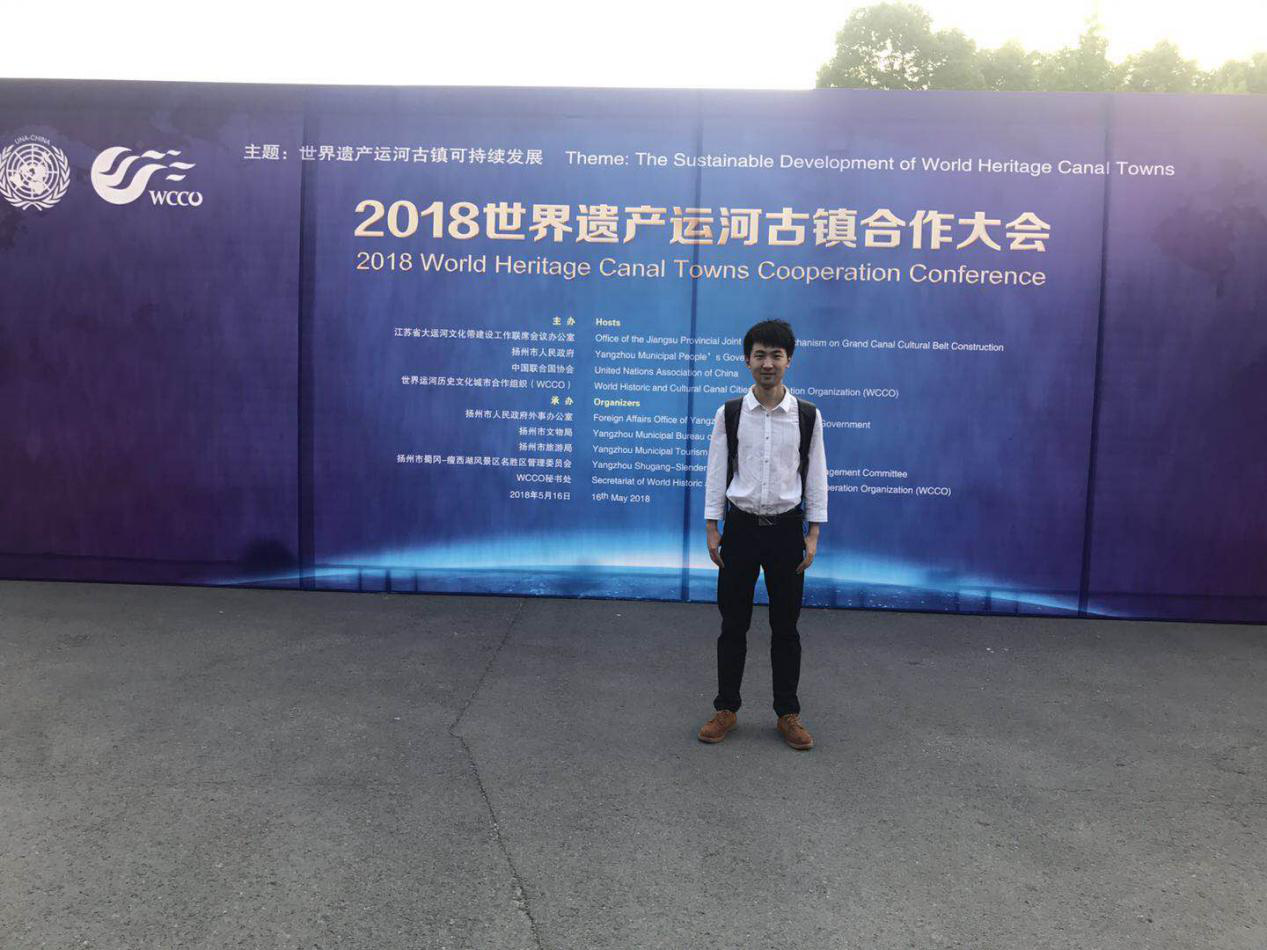 UNA-CHINA
WCCO
主题：世界遗产运河古镇可持续发展 Theme: The Sustainable Development of World Heritage Canal Towns
2018世界遗产运河古镇合作大会
2018 World Heritage Canal Towns Cooperation Conference
主 办 Hosts
江苏省大运河文化带建设工作联席会议办公室 Office of the Jiangsu Provincial Joint on Grand Canal Cultural Belt Construction
扬州市人民政府 Yangzhou Municipal People's
中国联合国协会 United Nations Association of China
世界运河历史文化城市合作组织（WCCO） World Historic and Cultural Canal Organization (WCCO)
承 办 Organizers
扬州市人民政府外事办公室 Foreign Affairs Office of
扬州市文物局 Yangzhou Municipal Bureau
扬州市旅游局 Yangzhou Municipal Tourism
扬州市蜀冈-瘦西湖风景区名胜区管理委员会 Yangzhou Shugang-Slender Committee
WCCO秘书处 Secretariat of World Historic Organization (WCCO)
2018年5月16日 16th May 2018